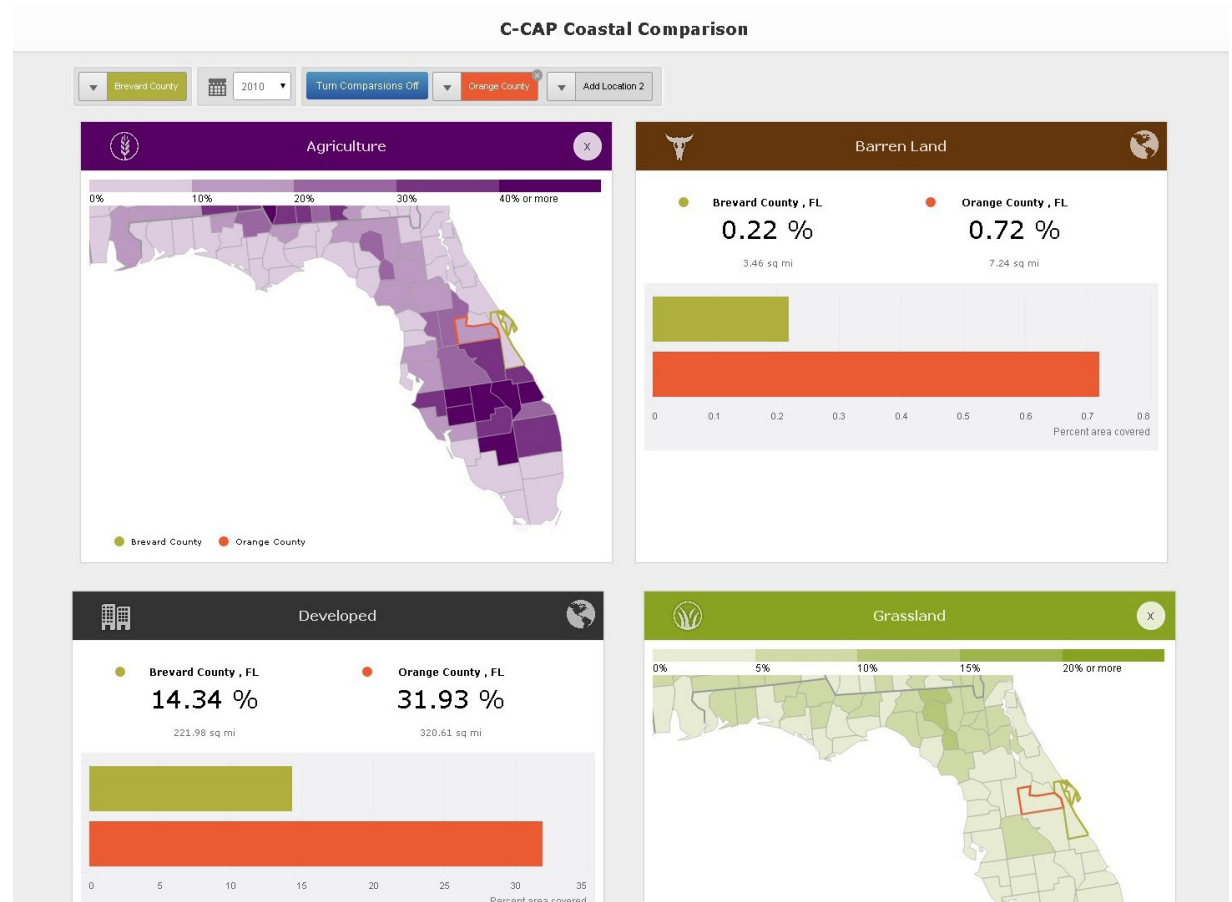 C-CAP Coastal Comparison
Brevard County 2010 Turn Comparsions Off Orange County Add Location 2
Agriculture X
0% 10% 20% 30% 40% or more
Brevard County Orange County
Barren Land
Brevard County , FL Orange County , FL
0.22 % 0.72 %
3.46 sq mi 7.24 sq mi
0 0.1 0.2 0.3 0.4 0.5 0.6 0.7 0.8
Percent area covered
Developed
Brevard County , FL Orange County , FL
14.34 % 31.93 %
221.98 sq mi 320.61 sq mi
0 5 10 15 20 25 30 35
Percent area covered
Grassland X
0% 5% 10% 15% 20% or more